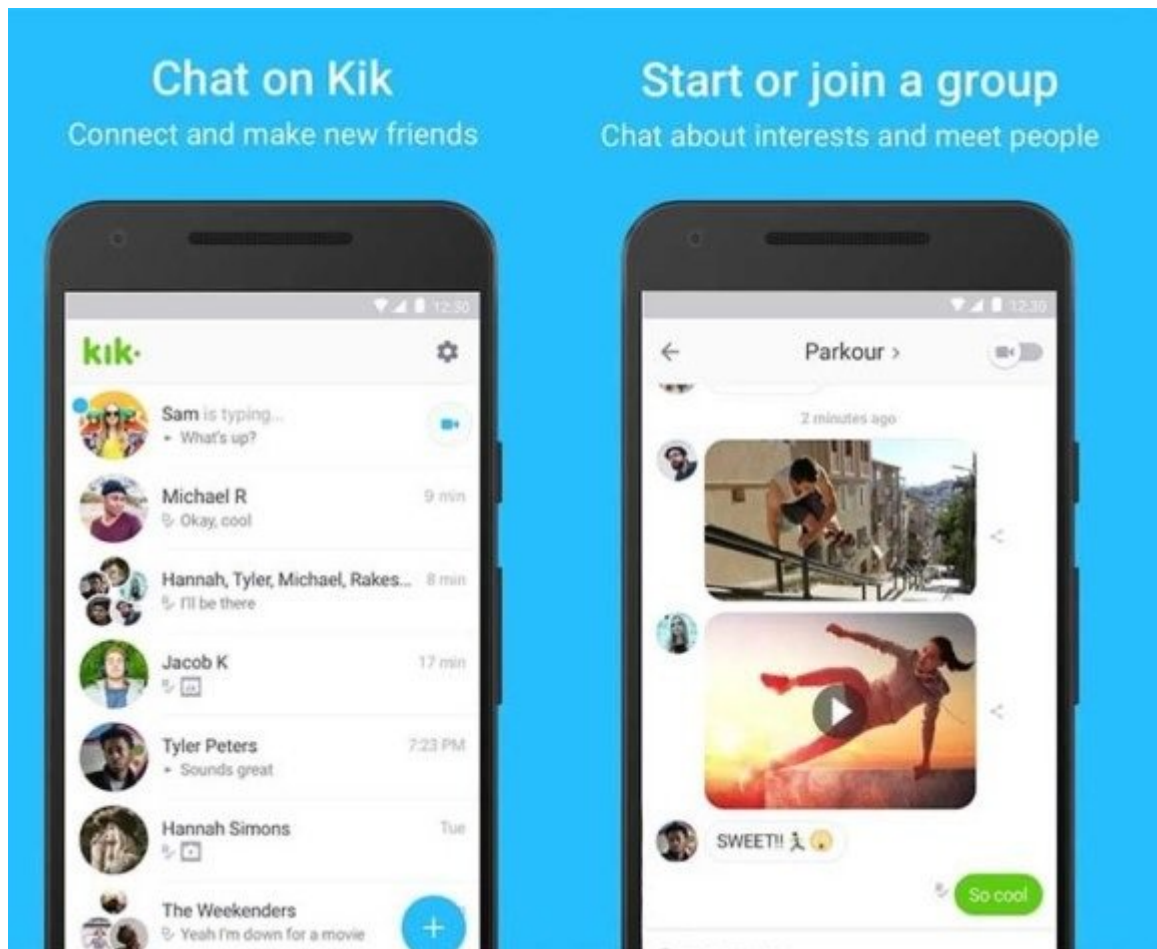 Chat on Kik
Connect and make new friends
12:30
kik·
Sam is typing...
What's up?
Michael R
9 min
Okay, cool
Hannah, Tyler, Michael, Rakes...
8 min
I'll be there
Jacob K
17 min
Tyler Peters
7:23 PM
Sounds great
Hannah Simons
Tue
The Weekenders
Yeah I'm down for a movie
Start or join a group
Chat about interests and meet people
12:30
Parkour >
2 minutes ago
SWEET!!
So cool